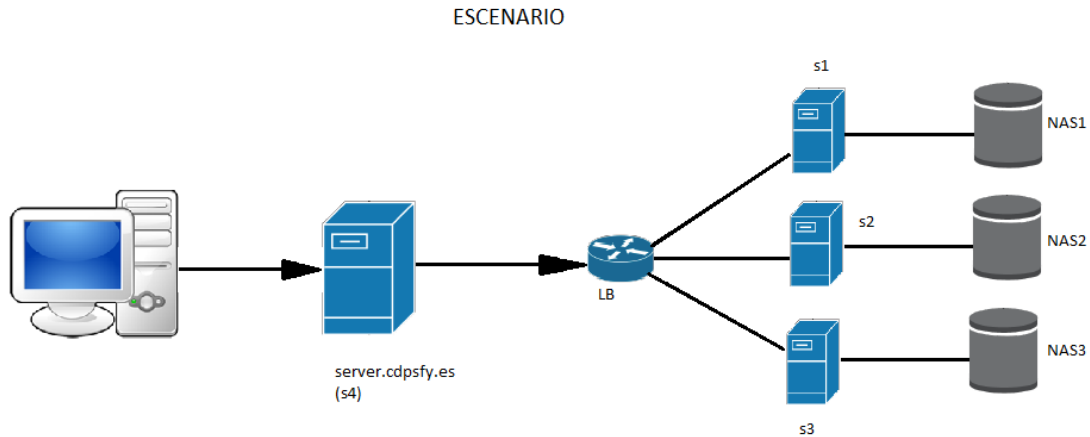 ESCENARIO
s1
NAS1
s2
NAS2
LB
server.cdpsfy.es
(s4)
NAS3
s3